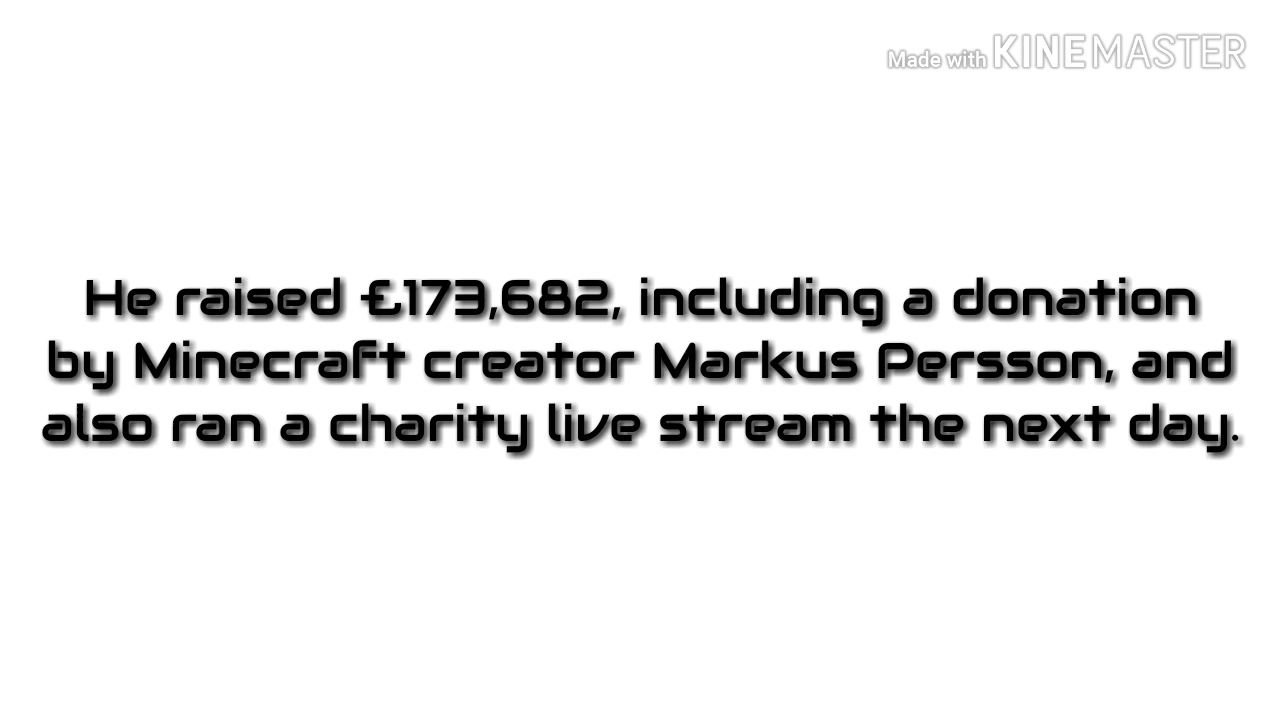 Made with KINEMASTER
He raised £173,682, including a donation
by Minecraft creator Markus Persson, and
also ran a charity live stream the next day.